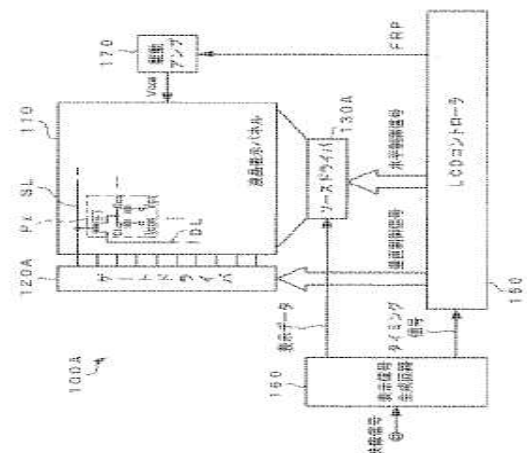 100A
120A
ゲートドライバ
Px
SL
110
DL
液晶表示パネル
Vcom
170
駆動
アンプ
130A
ソースドライバ
FRP
水平制御信号
垂直制御信号
表示データ
タイミング
信号
映像信号
160
表示信号
生成回路
LCDコントローラ
150